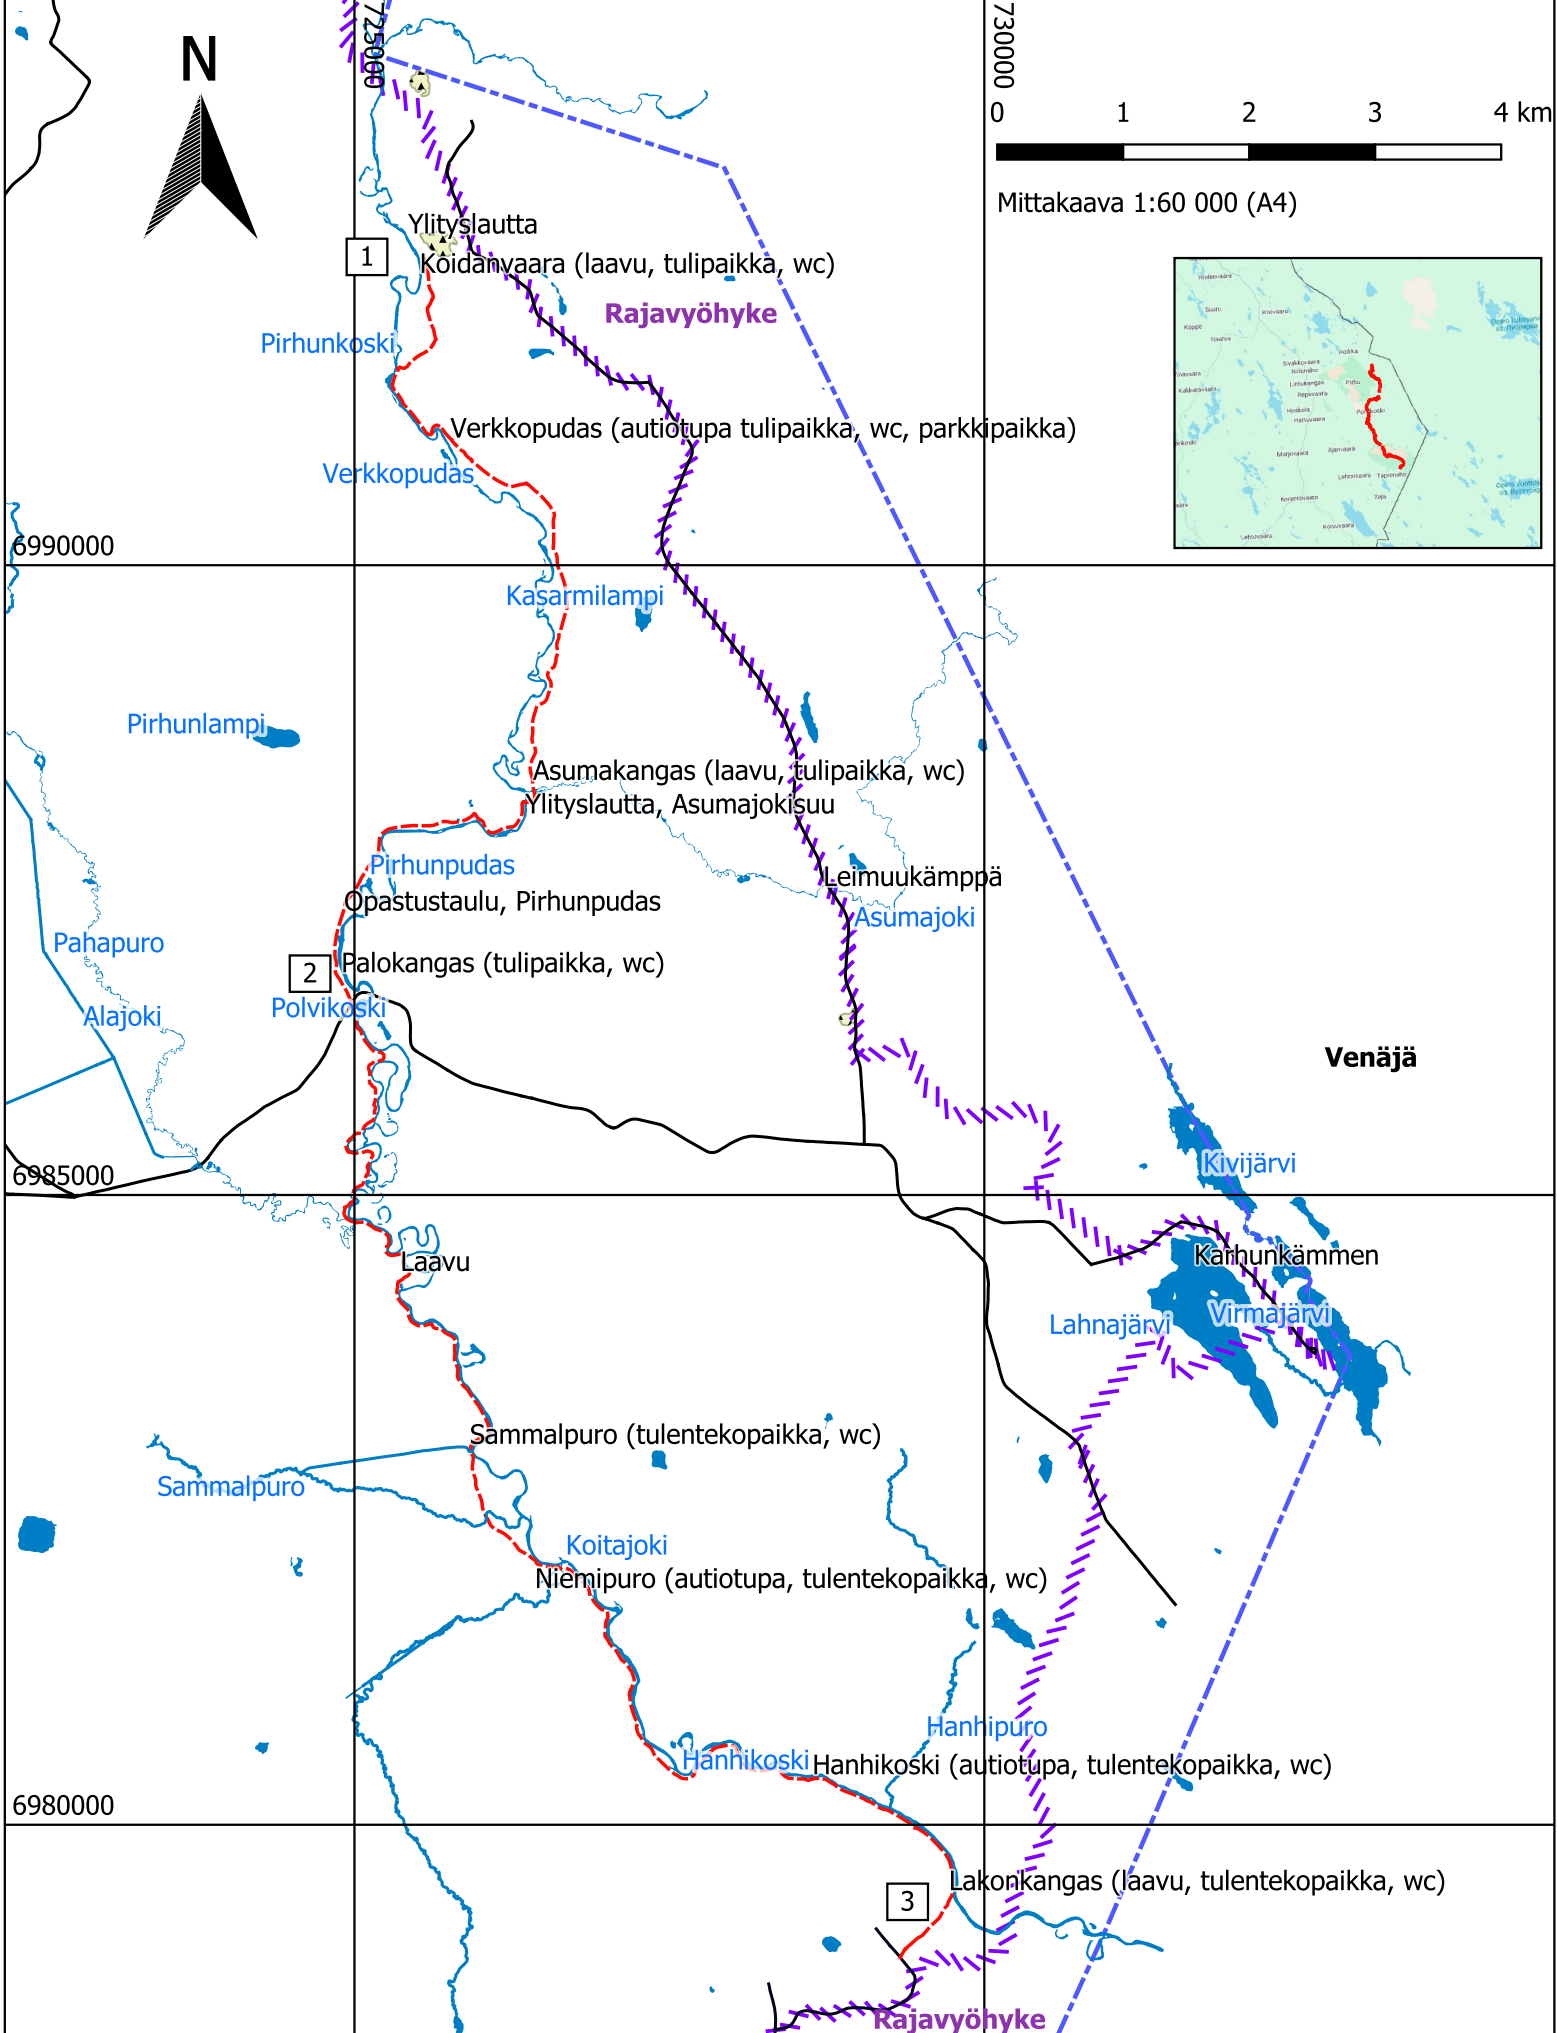 N
725000
730000
0 1 2 3 4 km
Mittakaava 1:60 000 (A4)
Ylityslautta
1
Koidanvaara (laavu, tulipaikka, wc)
Rajavyöhyke
Pirhunkoski
Verkkopudas (autiotupa tulipaikka, wc, parkkipaikka)
Verkkopudas
6990000
Kasarmilampi
Pirhunlampi
Asumakangas (laavu, tulipaikka, wc)
Ylityslautta, Asumajokisuu
Pirhunpudas
Leimuukämppä
Opastustaulu, Pirhunpudas
Asumajoki
Pahapuro
2
Palokangas (tulipaikka, wc)
Polvikoski
Alajoki
Venäjä
Kivijärvi
6985000
Karhunkämmen
Laavu
Virmajärvi
Lahnajärvi
Sammalpuro (tulentekopaikka, wc)
Sammalpuro
Koitajoki
Niemipuro (autiotupa, tulentekopaikka, wc)
Hanhipuro
Hanhikoski
Hanhikoski (autiotupa, tulentekopaikka, wc)
6980000
Lakonkangas (laavu, tulentekopaikka, wc)
3
Rajavyöhyke